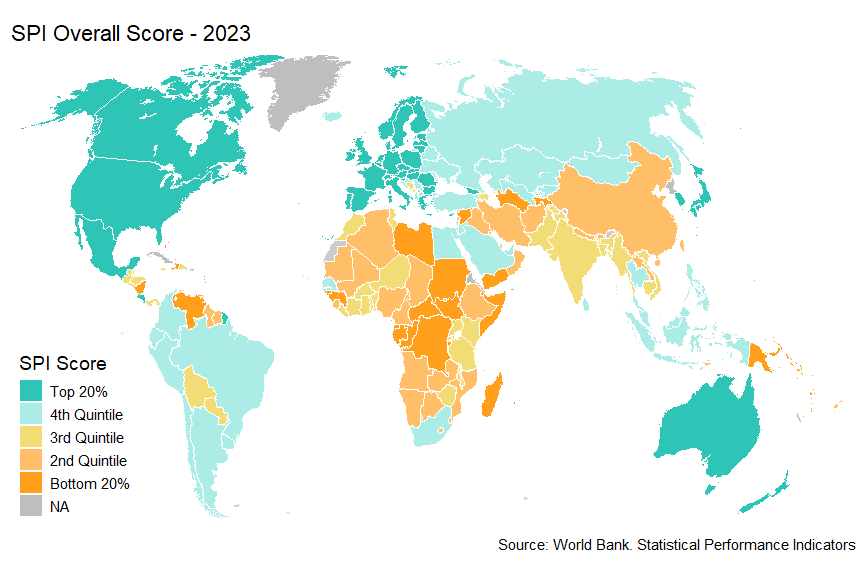 SPI Overall Score - 2023
SPI Score
Top 20%
4th Quintile
3rd Quintile
2nd Quintile
Bottom 20%
NA
Source: World Bank. Statistical Performance Indicators